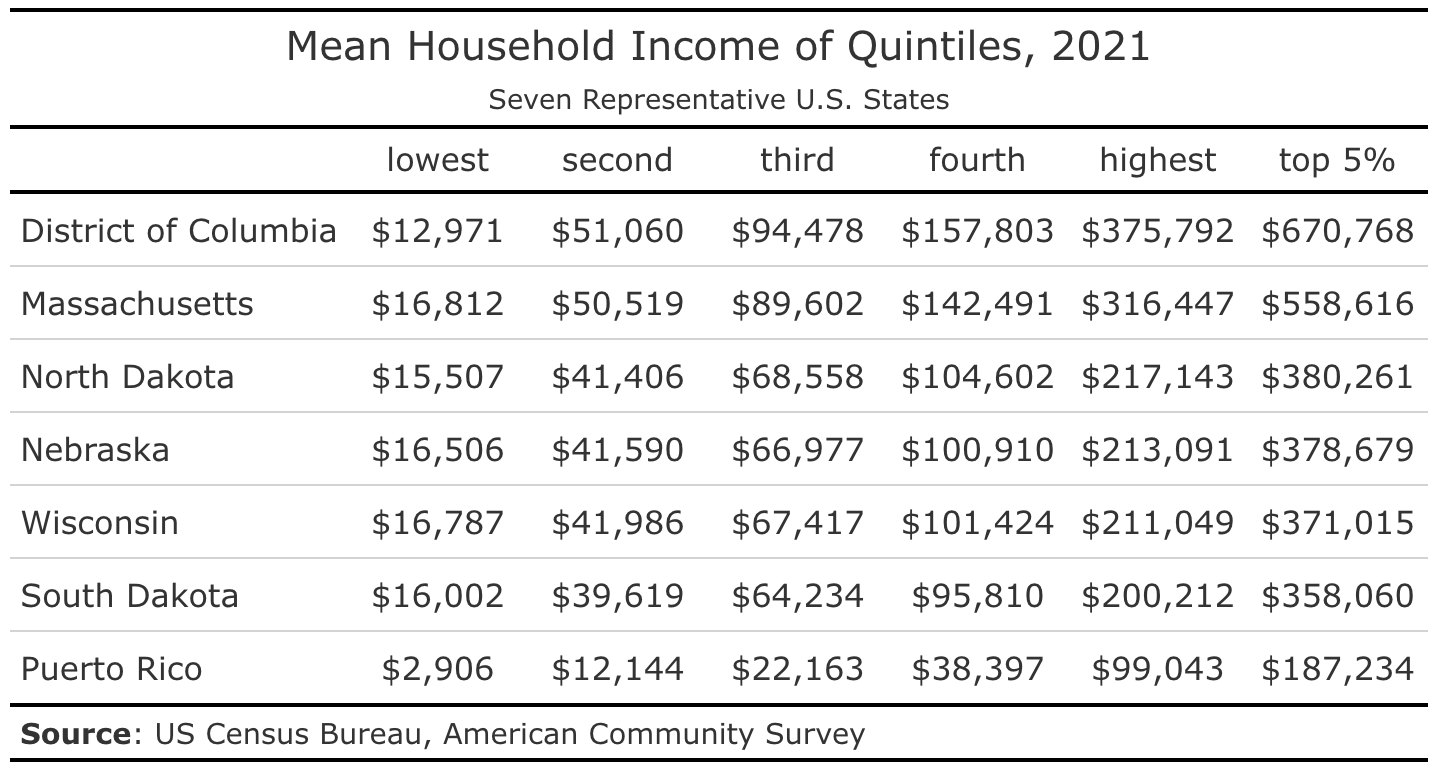 Mean Household Income of Quintiles, 2021
Seven Representative U.S. States
lowest second third fourth highest top 5%
District of Columbia $12,971 $51,060 $94,478 $157,803 $375,792 $670,768
Massachusetts $16,812 $50,519 $89,602 $142,491 $316,447 $558,616
North Dakota $15,507 $41,406 $68,558 $104,602 $217,143 $380,261
Nebraska $16,506 $41,590 $66,977 $100,910 $213,091 $378,679
Wisconsin $16,787 $41,986 $67,417 $101,424 $211,049 $371,015
South Dakota $16,002 $39,619 $64,234 $95,810 $200,212 $358,060
Puerto Rico $2,906 $12,144 $22,163 $38,397 $99,043 $187,234
Source: US Census Bureau, American Community Survey